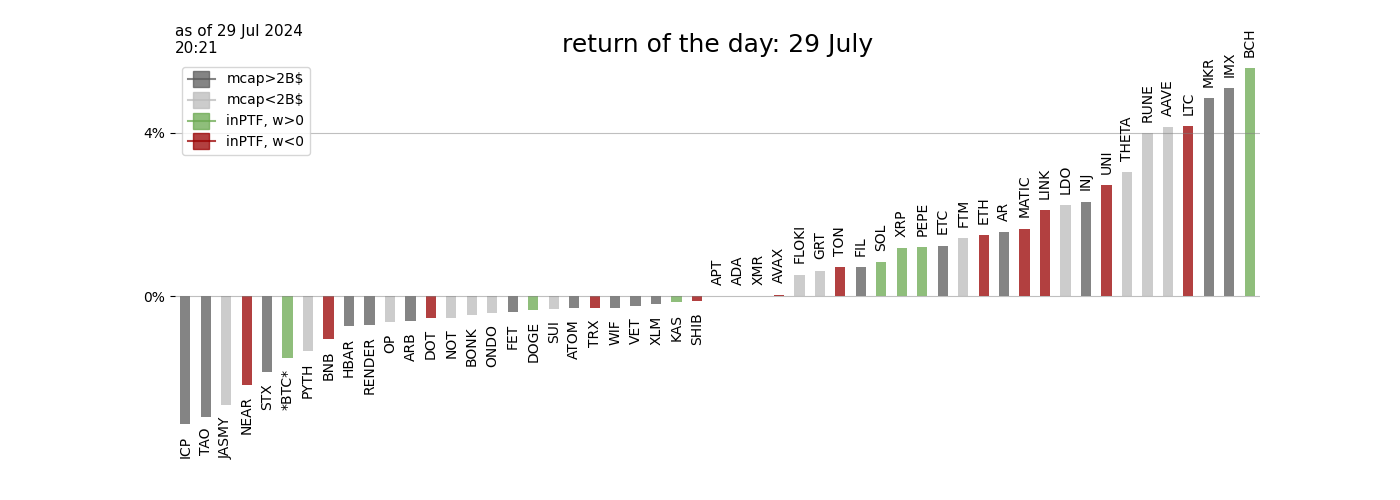 as of 29 Jul 2024
20:21
return of the day: 29 July
mcap>2B$
mcap<2B$
inPTF, w>0
inPTF, w<0
4%
0%
ICP
TAO
JASMY
NEAR
STX
*BTC*
PYTH
BNB
HBAR
RENDER
OP
ARB
DOT
NOT
BONK
ONDO
FET
DOGE
SUI
ATOM
TRX
WIF
VET
XLM
KAS
SHIB
APT
ADA
XMR
AVAX
FLOKI
GRT
TON
FIL
SOL
XRP
PEPE
ETC
FTM
ETH
AR
MATIC
LINK
LDO
INJ
UNI
THETA
RUNE
AAVE
LTC
MKR
IMX
BCH